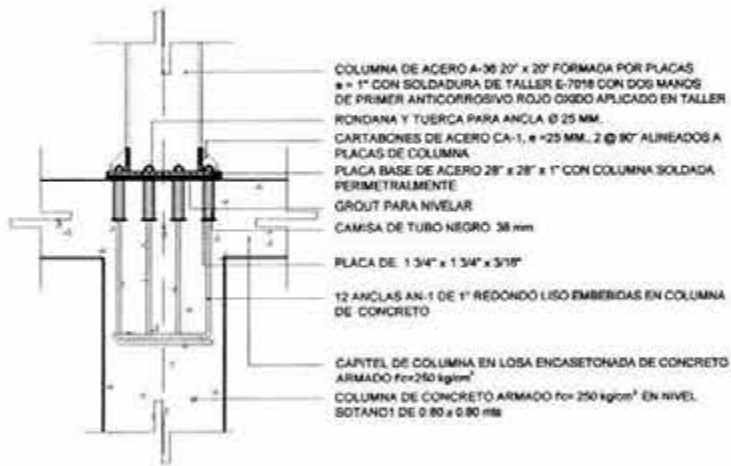 COLUMNA DE ACERO A-36 20" x 20" FORMADA POR PLACAS
e = 1" CON SOLDADURA DE TALLER E-7018 CON DOS MANOS
DE PRIMER ANTICORROSIVO ROJO OXIDO APLICADO EN TALLER
RONDANA Y TUERCA PARA ANCLA Ø 25 MM.
CARTABONES DE ACERO CA-1, e =25 MM., 2 @ 90° ALINEADOS A
PLACAS DE COLUMNA
PLACA BASE DE ACERO 28" x 28" x 1" CON COLUMNA SOLDADA
PERIMETRALMENTE
GROUT PARA NIVELAR
CAMISA DE TUBO NEGRO 38 mm
PLACA DE 1 3/4" x 1 3/4" x 3/16"
12 ANCLAS AN-1 DE 1" REDONDO LISO EMBEBIDAS EN COLUMNA
DE CONCRETO
CAPITEL DE COLUMNA EN LOSA ENCASETONADA DE CONCRETO
ARMADO f'c=250 kg/cm²
COLUMNA DE CONCRETO ARMADO f'c= 250 kg/cm² EN NIVEL
SOTANO1 DE 0.80 x 0.80 mts